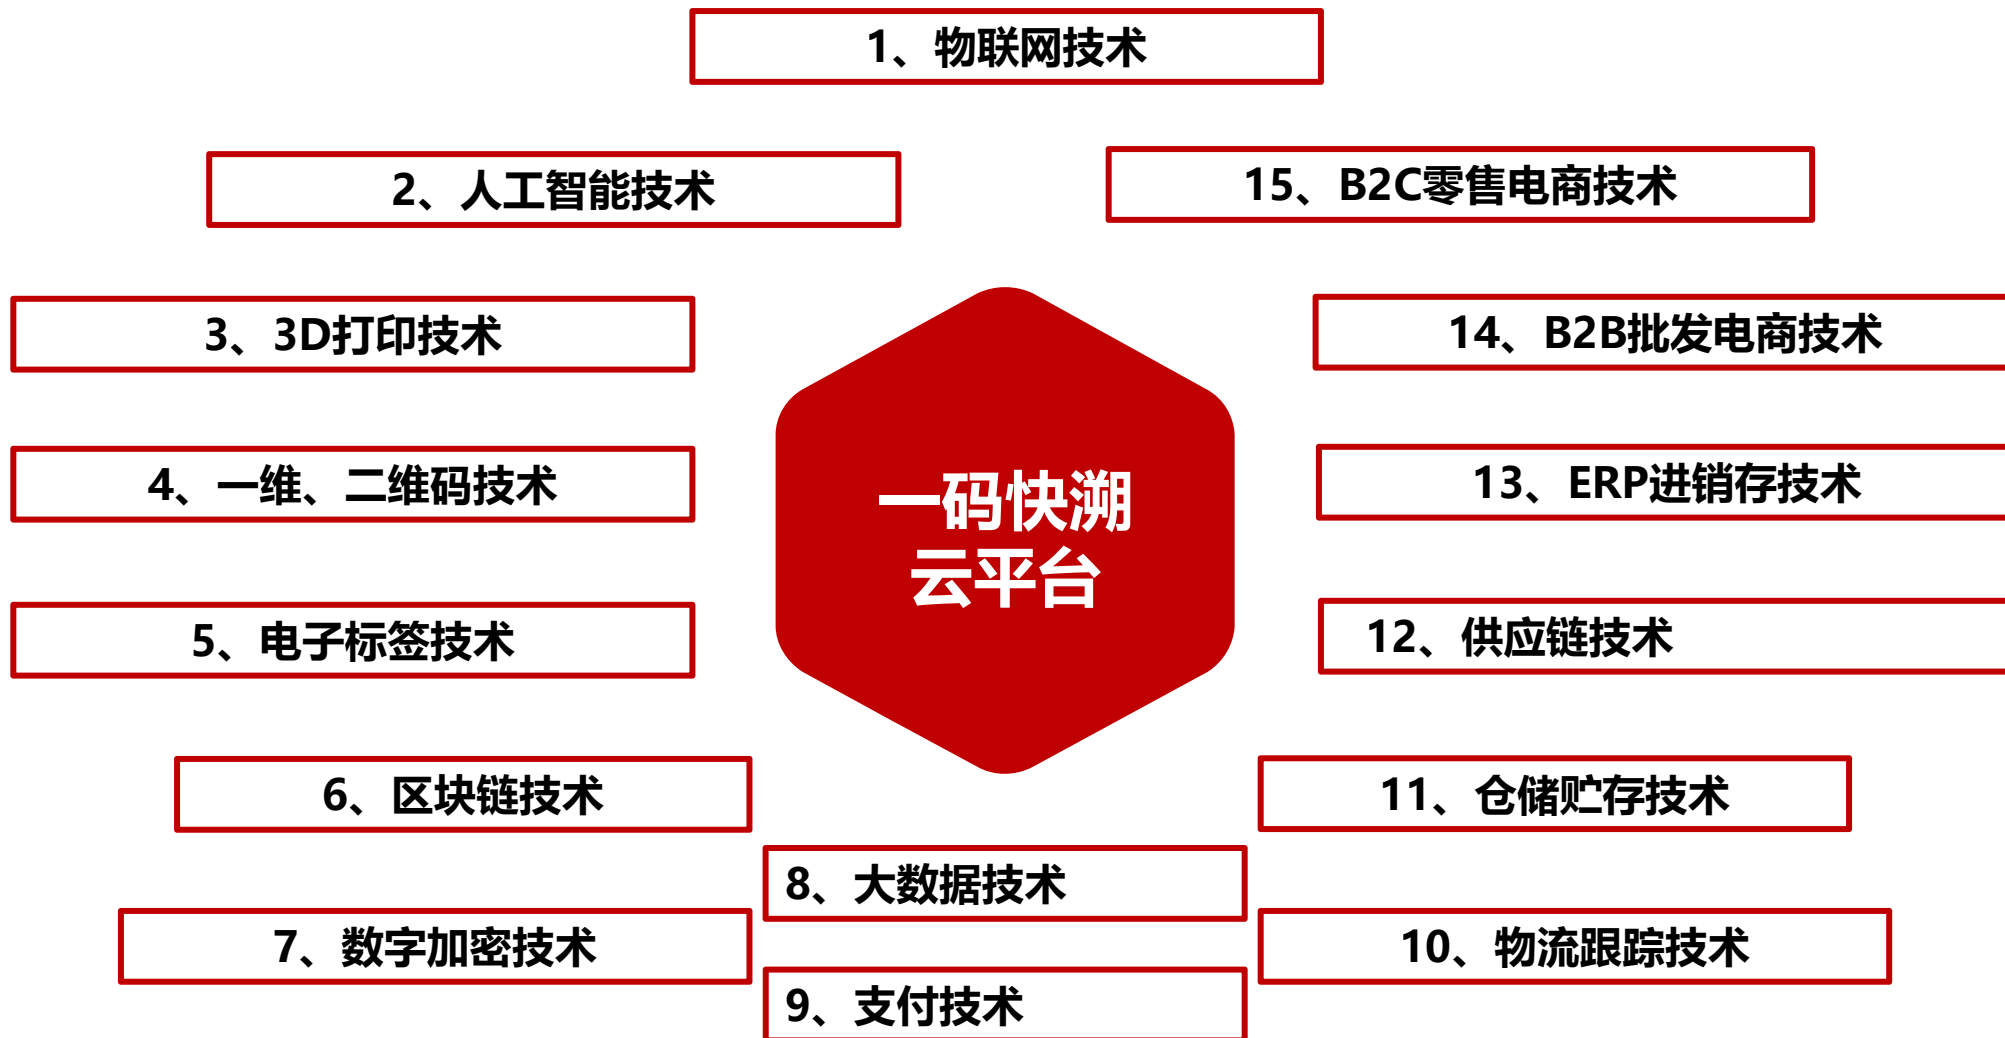 1、物联网技术
2、人工智能技术
15、B2C零售电商技术
3、3D打印技术
14、B2B批发电商技术
4、一维、二维码技术
13、ERP进销存技术
一码快溯
云平台
5、电子标签技术
12、供应链技术
6、区块链技术
11、仓储贮存技术
8、大数据技术
7、数字加密技术
10、物流跟踪技术
9、支付技术